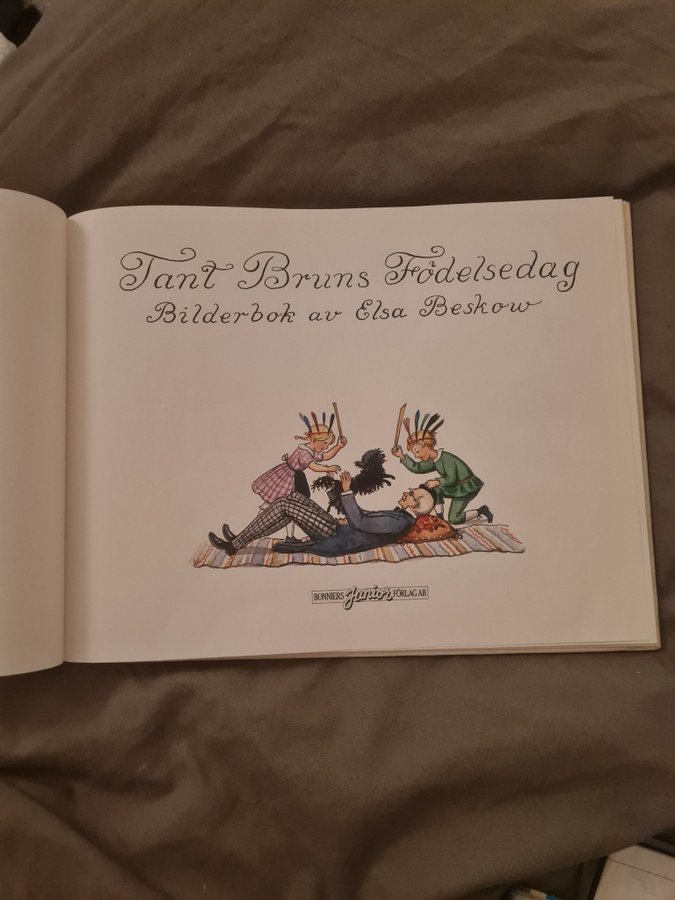 Tant Bruns Födelsedag
Bilderbok av Elsa Beskow
BONNIERS Junior FÖRLAG AB